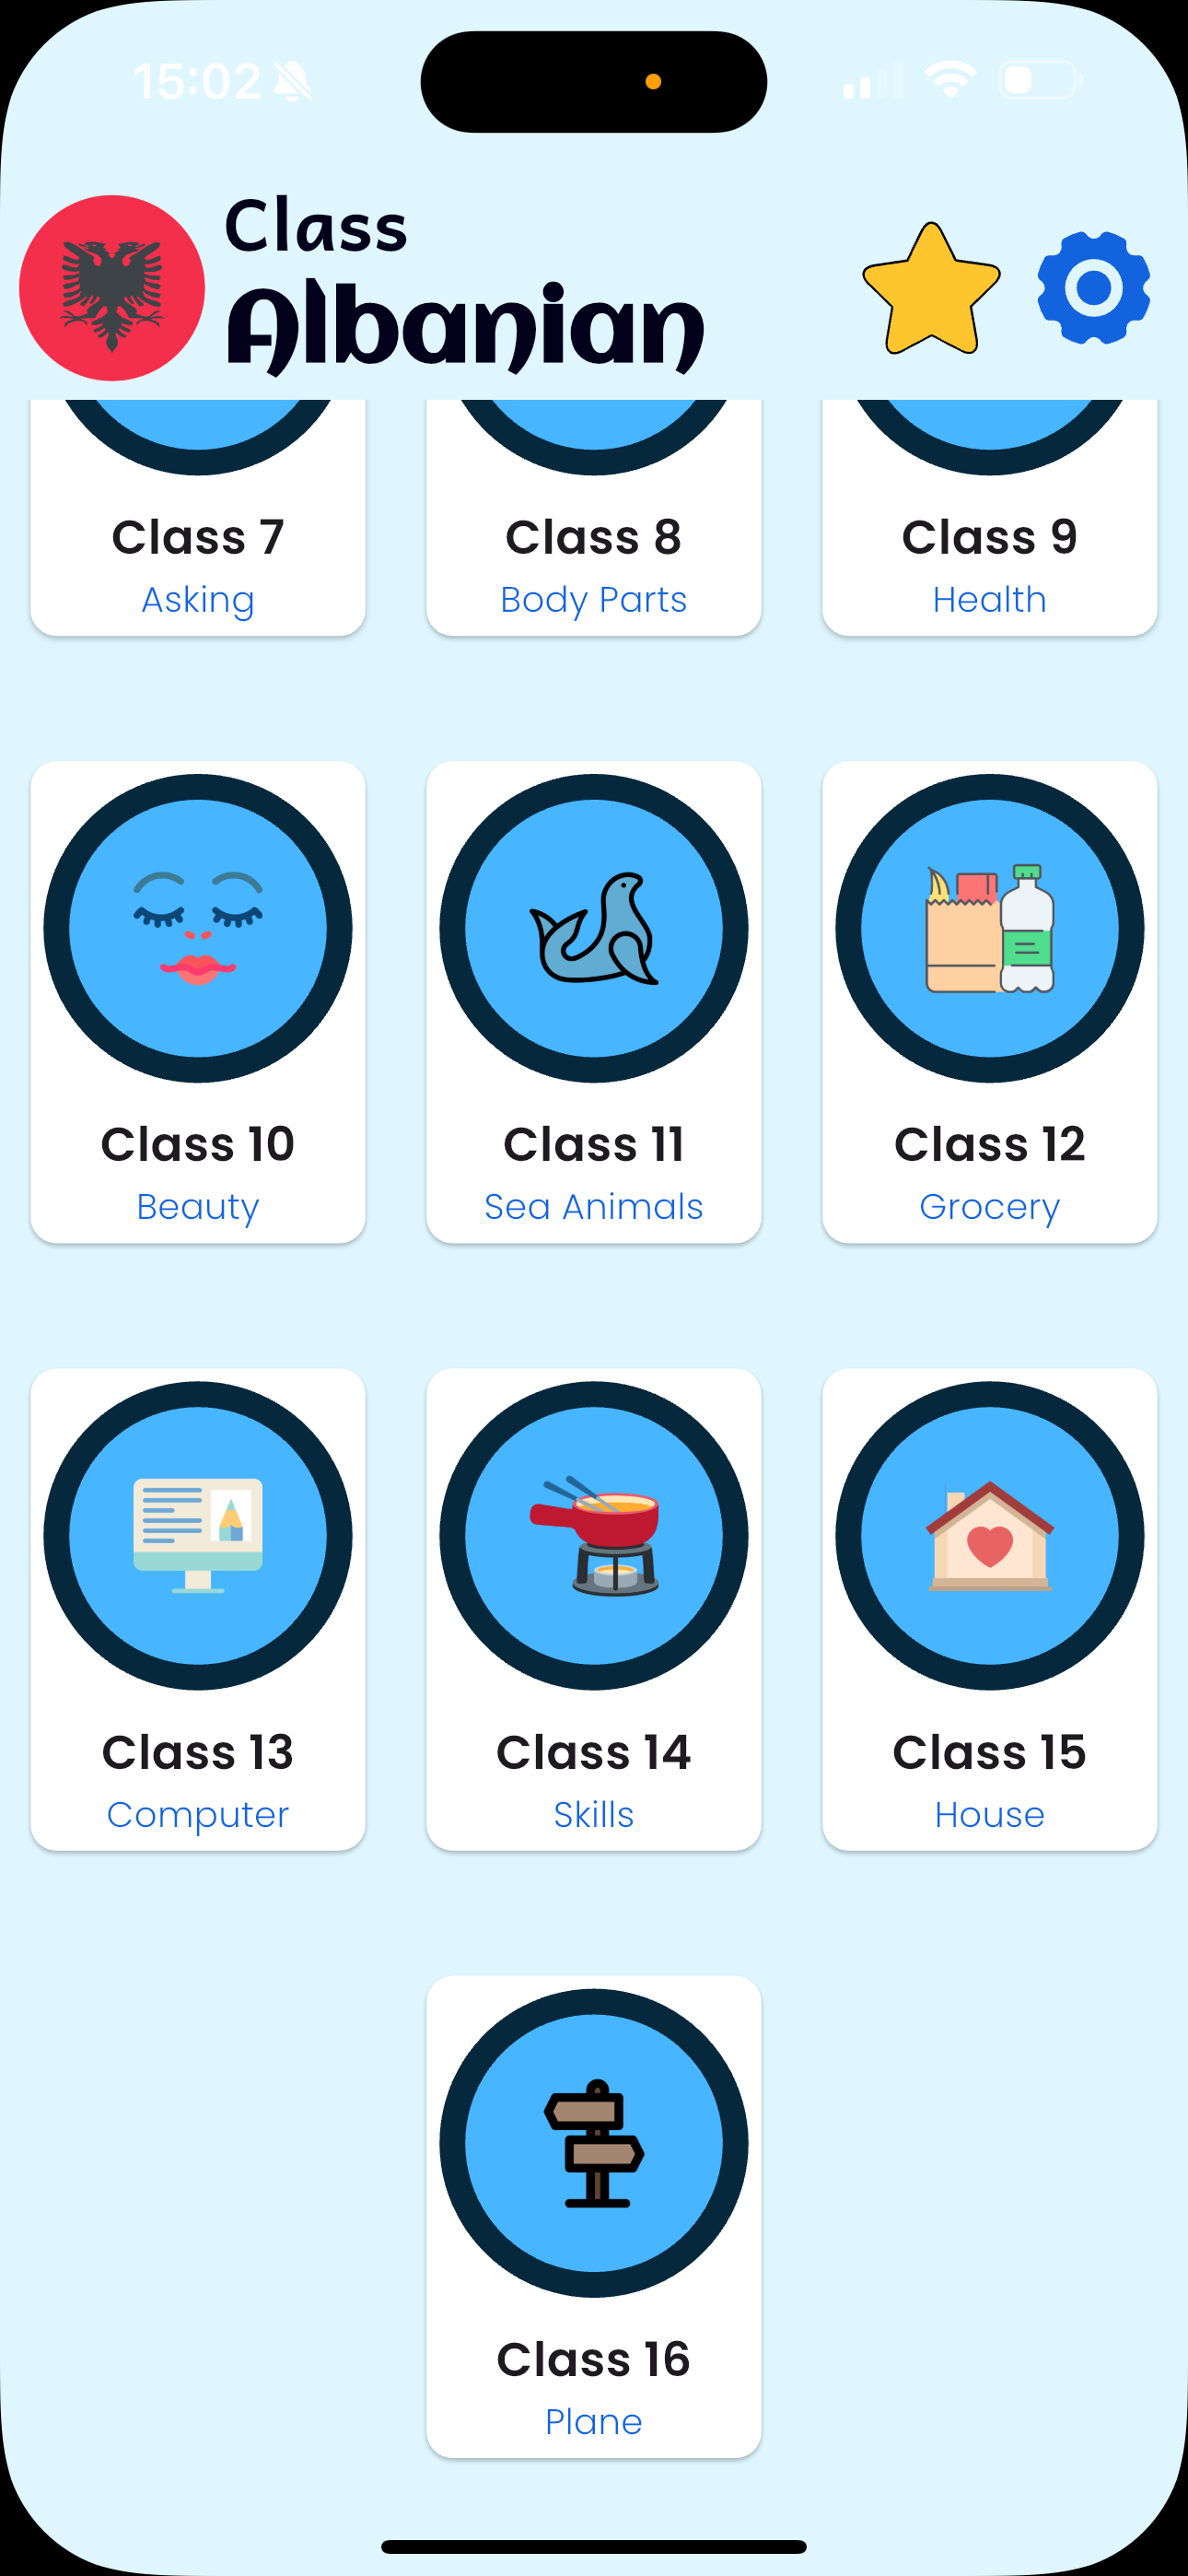 15:02
Class
Albanian
Class 7
Class 8
Class 9
Asking
Body Parts
Health
Class 10
Class 11
Class 12
Beauty
Sea Animals
Grocery
Class 13
Class 14
Class 15
Computer
Skills
House
Class 16
Plane